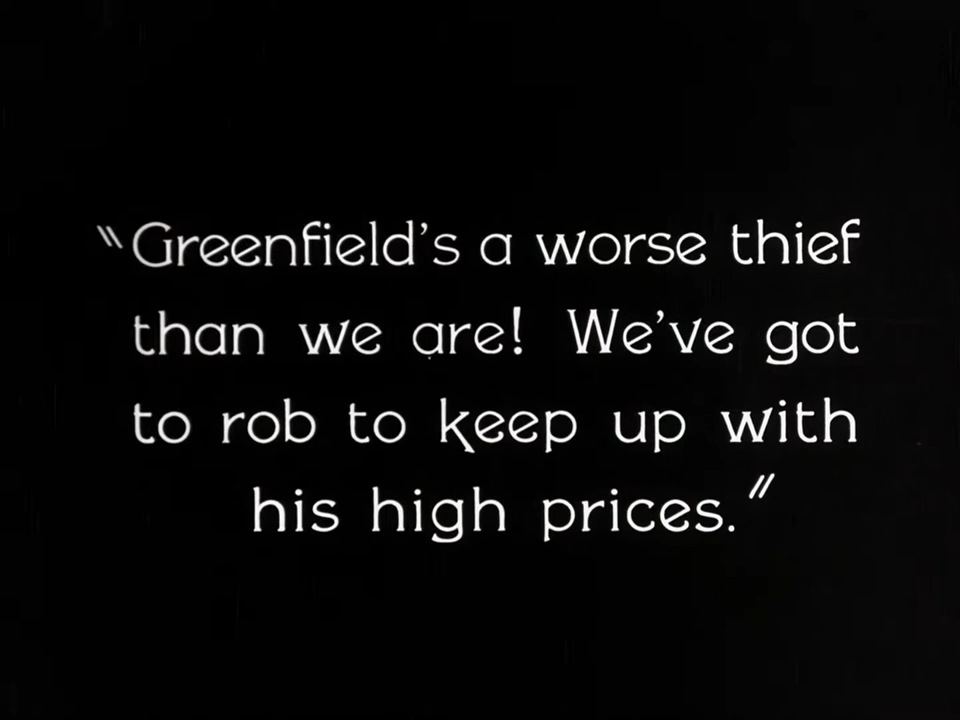 "Greenfield's a worse thief
than we are! We've got
to rob to keep up with
his high prices."